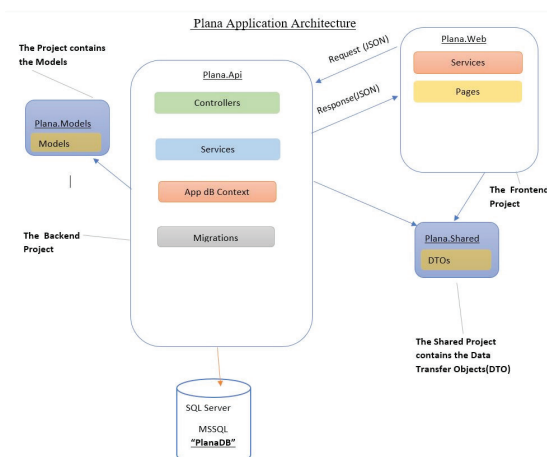 Plana Application Architecture
The Project contains
the Models
Plana.Models
Models
Plana.Api
Controllers
Services
App dB Context
Migrations
The Backend
Project
Request (JSON)
Response(JSON)
Plana.Web
Services
Pages
The Frontend
Project
Plana.Shared
DTOs
The Shared Project
contains the Data
Transfer Objects(DTO)
SQL Server
MSSQL
"PlanaDB"